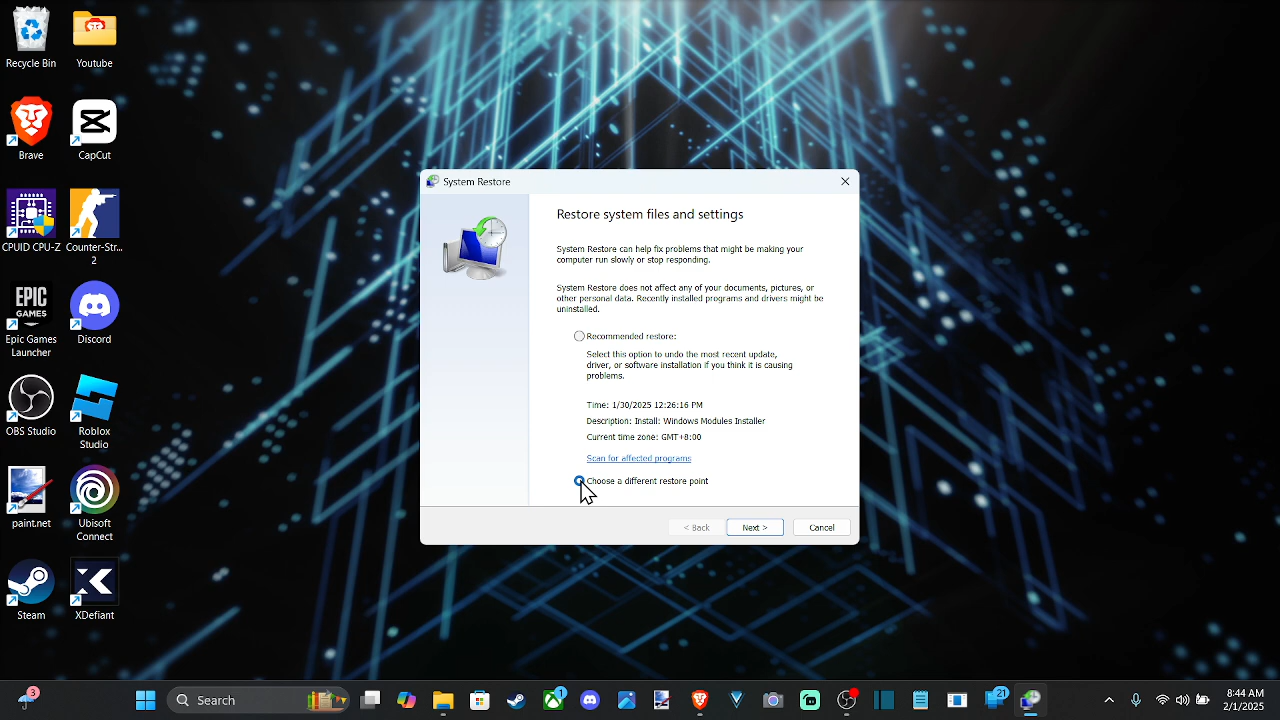 Recycle Bin
Youtube
Brave
CapCut
CPUID CPU-Z
Counter-Str...
2
EPIC
GAMES
Epic Games
Launcher
Discord
OBS Studio
Roblox
Studio
paint.net
Ubisoft
Connect
Steam
XDefiant
System Restore
Restore system files and settings
System Restore can help fix problems that might be making your
computer run slowly or stop responding.
System Restore does not affect any of your documents, pictures, or
other personal data. Recently installed programs and drivers might be
uninstalled.
Recommended restore:
Select this option to undo the most recent update,
driver, or software installation if you think it is causing
problems.
Time: 1/30/2025 12:26:16 PM
Description: Install: Windows Modules Installer
Current time zone: GMT+8:00
Scan for affected programs
Choose a different restore point
< Back
Next >
Cancel
3
Search
1
21
8:44 AM
2/1/2025